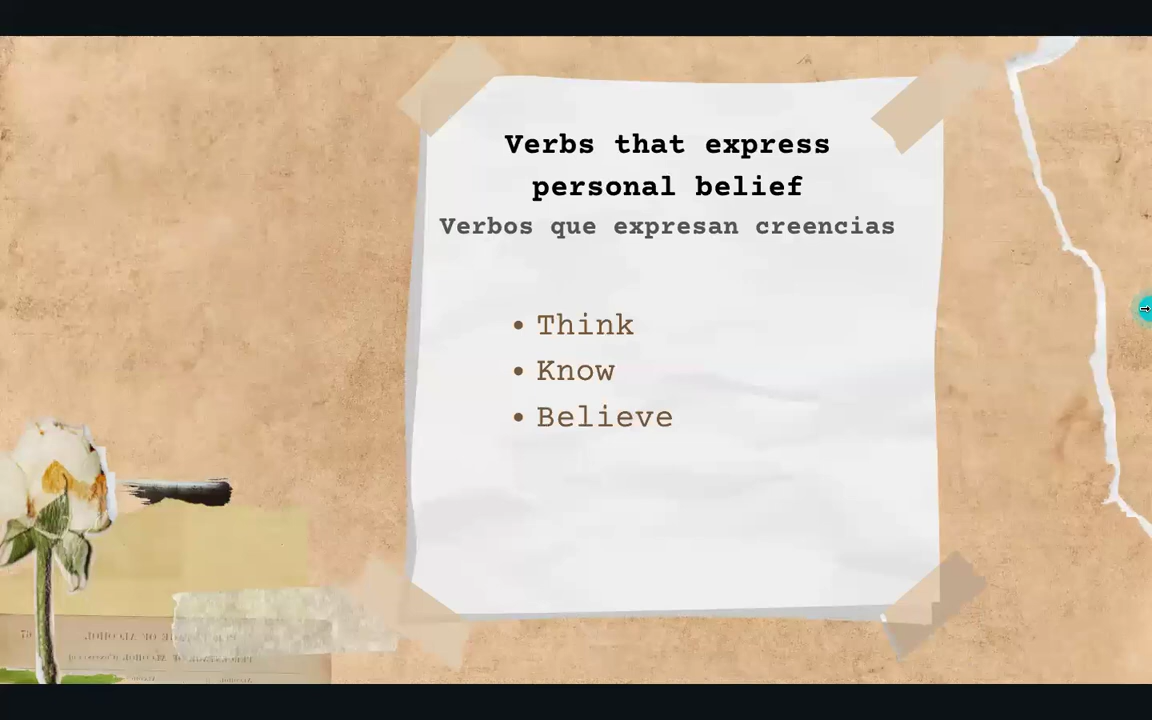 Verbs that express
personal belief
Verbos que expresan creencias
• Think
• Know
• Believe